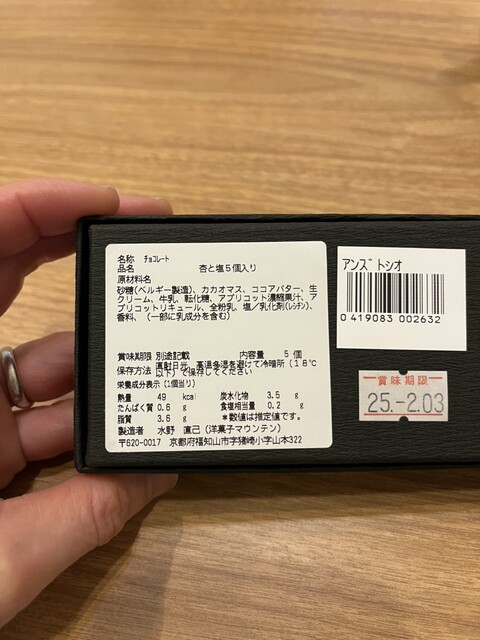 名称 チョコレート
品名 杏と塩５個入り
原材料名
砂糖(ベルギー製造)、カカオマス、ココアバター、生
クリーム、牛乳、転化糖、アプリコット濃縮果汁、ア
プリコットリキュール、全粉乳、塩／乳化剤(ﾚｼﾁﾝ)、
香料、(一部に乳成分を含む)
賞味期限 別途記載 内容量 5 個
保存方法 直射日光、高温多湿を避けて冷暗所(１８℃
以下)で保存してください
栄養成分表示(1個当り)
熱量 49 kcal 炭水化物 3.5 g
たんぱく質 0.6 g 食塩相当量 0.2 g
脂質 3.6 g ＊数値は推定値です。
製造者 水野 直己(洋菓子マウンテン)
〒620-0017 京都府福知山市字猪崎小字山本322
アンズトシオ
0 419083 002632
賞味期限
25.-2.03